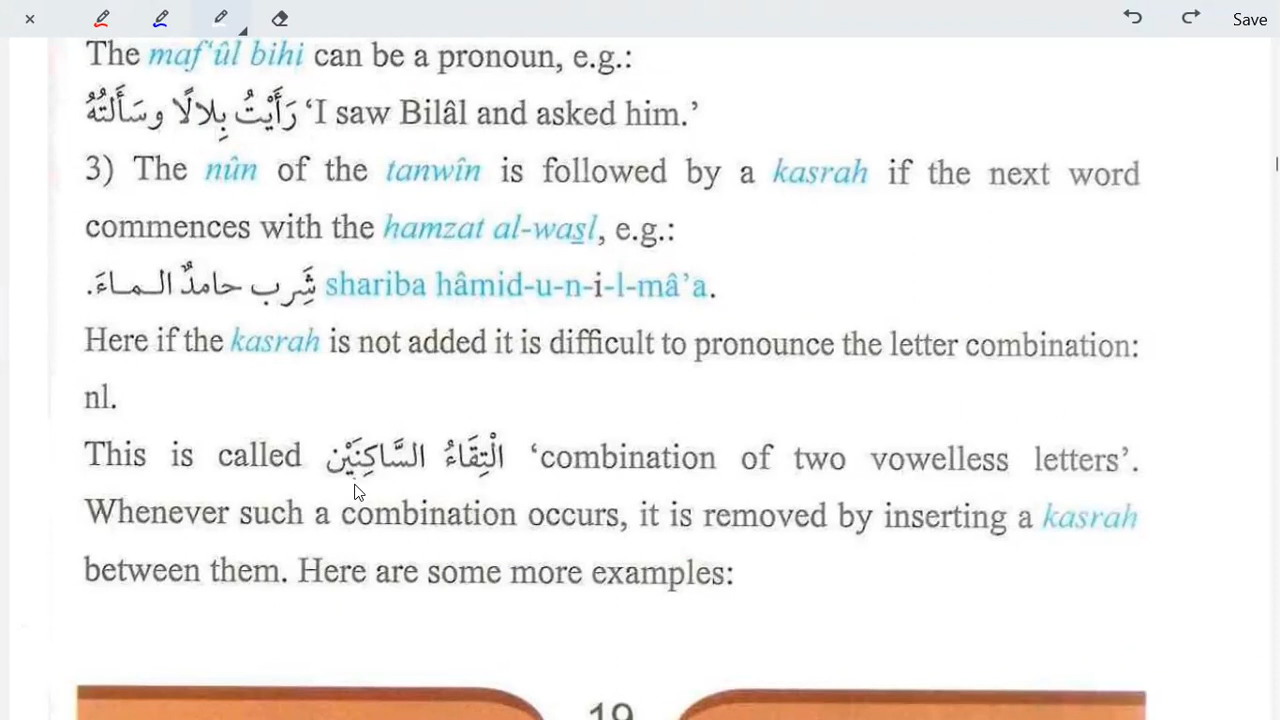 Save
The maf‘ûl bihi can be a pronoun, e.g.:
رَأَيْتُ بِلالًا وسَأَلتُهُ ‘I saw Bilâl and asked him.’
3) The nûn of the tanwîn is followed by a kasrah if the next word
commences with the hamzat al-waṣl, e.g.:
شَرِب حامدٌ الـماءَ. shariba hâmid-u-n-i-l-mâ’a.
Here if the kasrah is not added it is difficult to pronounce the letter combination:
nl.
This is called الْتِقَاءُ السَّاكِنَيْن ‘combination of two vowelless letters’.
Whenever such a combination occurs, it is removed by inserting a kasrah
between them. Here are some more examples:
19